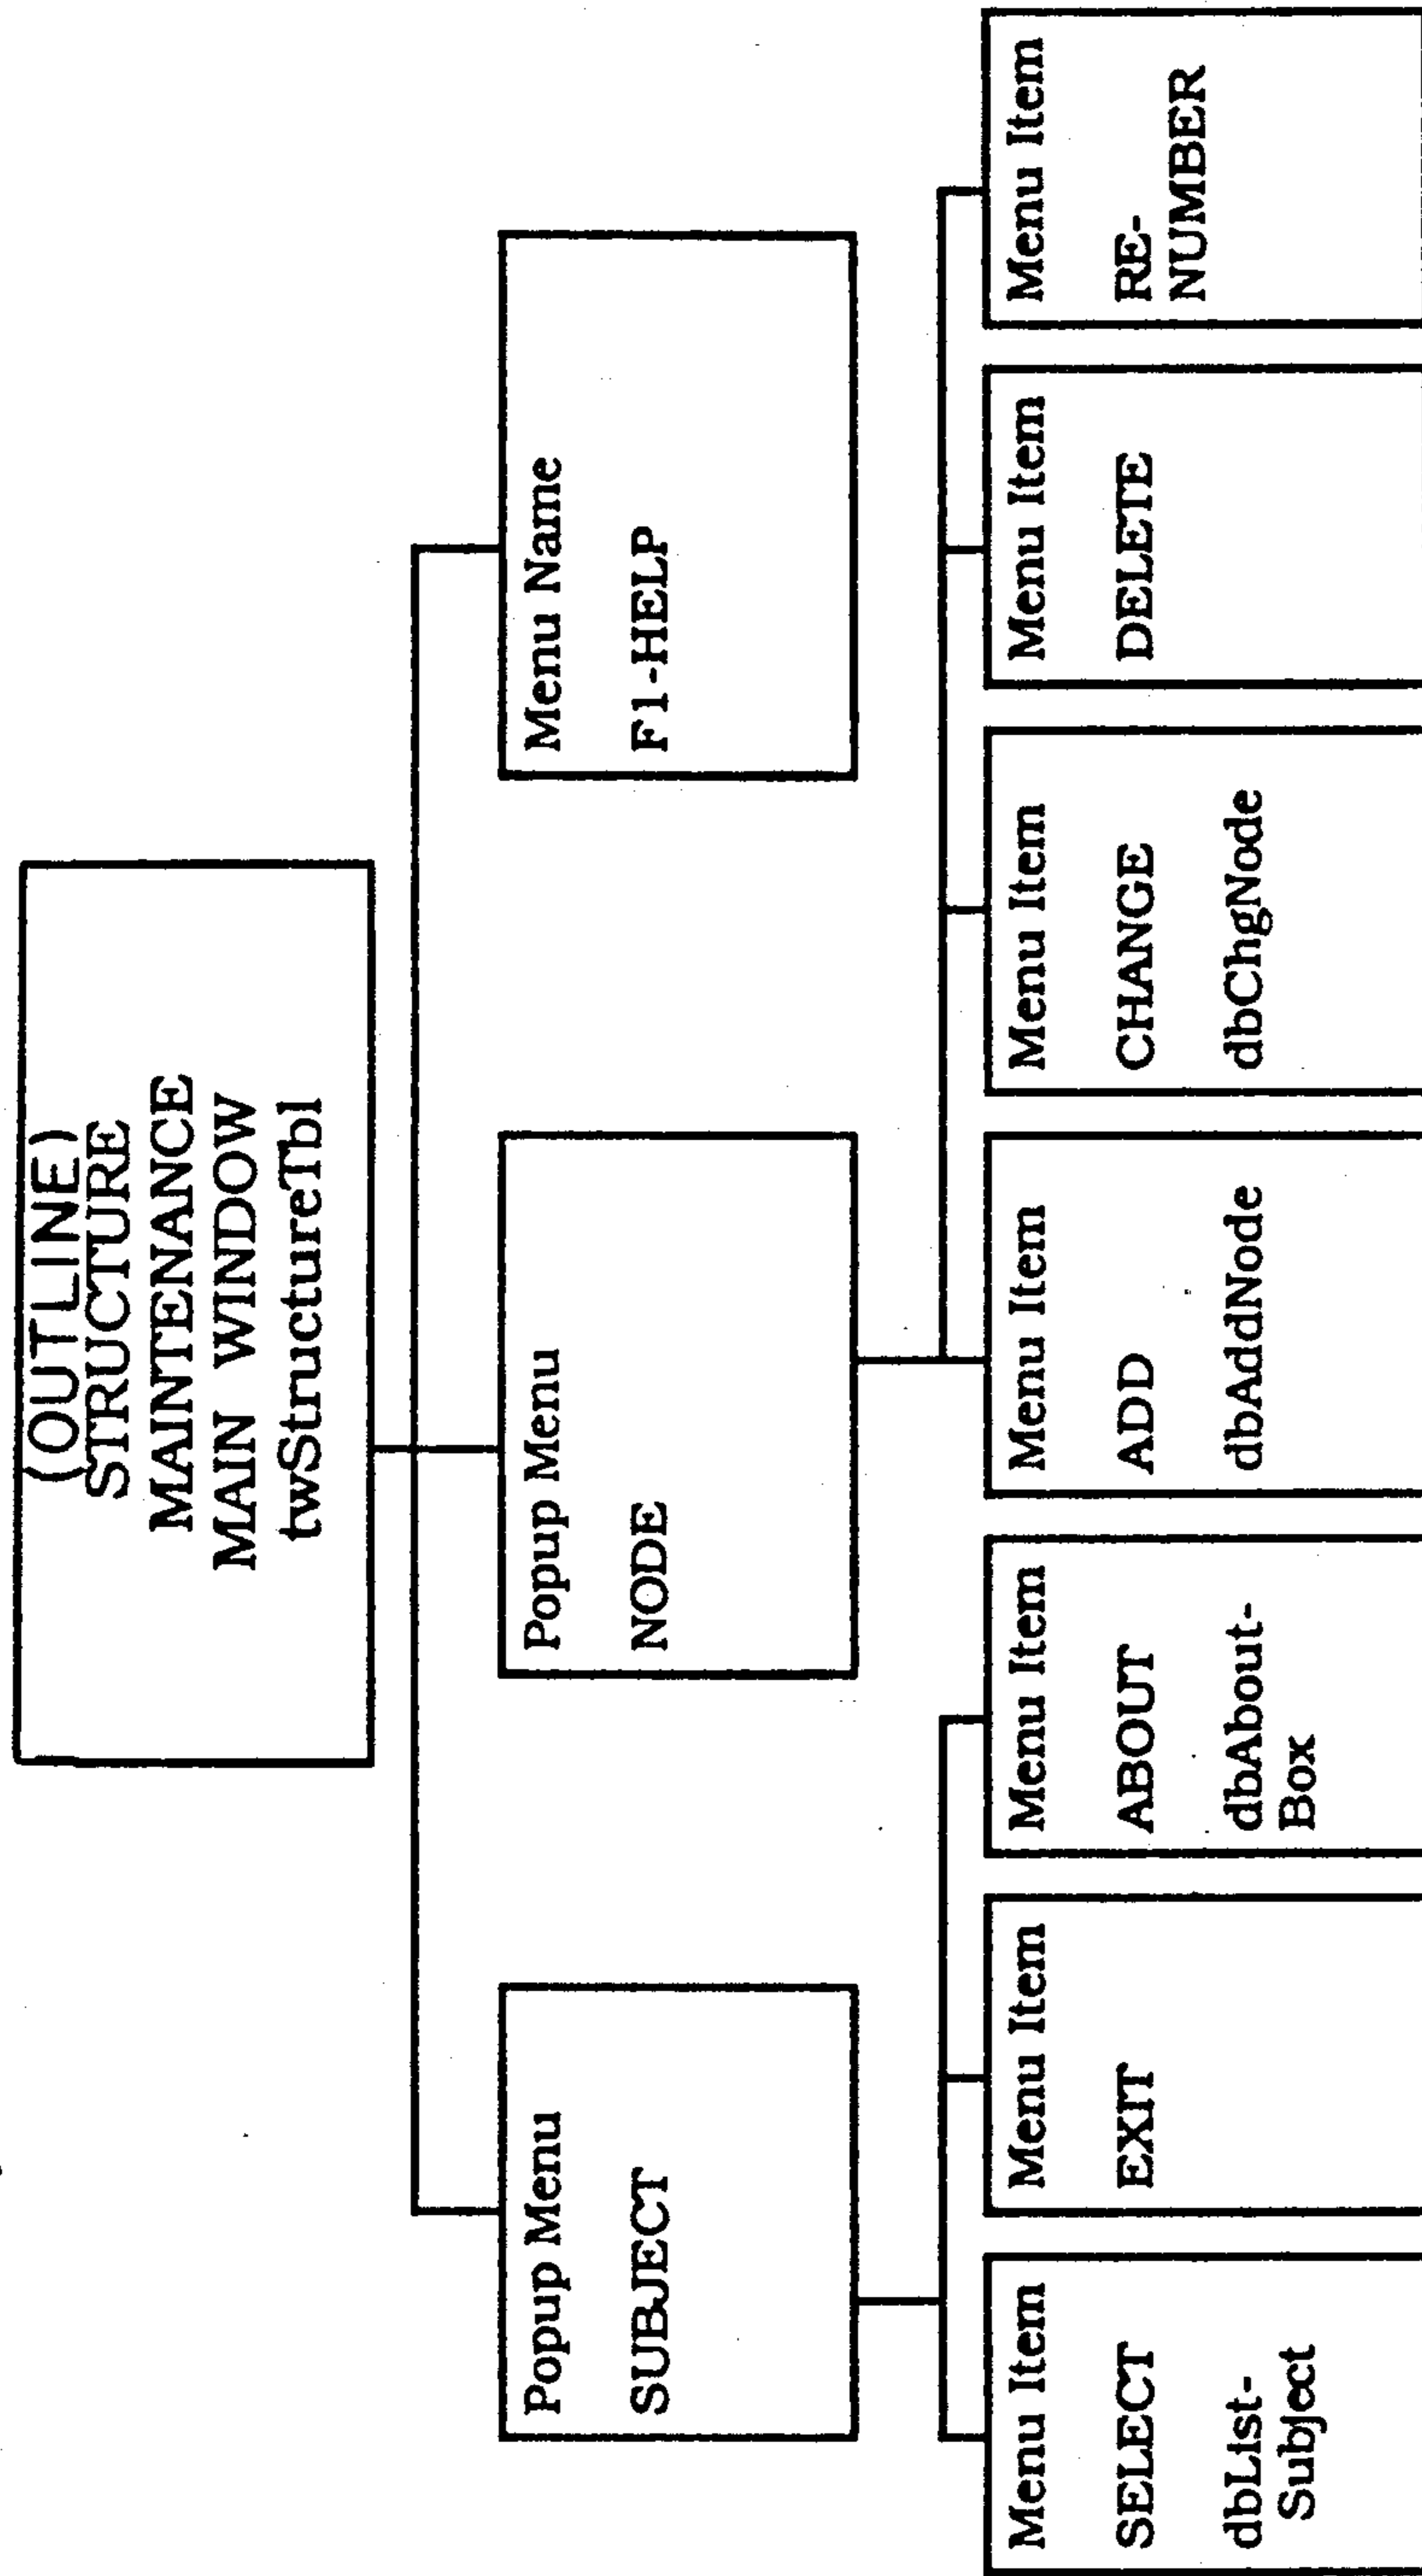 (OUTLINE)
STRUCTURE
MAINTENANCE
MAIN WINDOW
twStructureTbl
Popup Menu
SUBJECT
Popup Menu
NODE
Menu Name
F1-HELP
Menu Item
SELECT
dbList-
Subject
Menu Item
EXIT
Menu Item
ABOUT
dbAbout-
Box
Menu Item
ADD
dbAddNode
Menu Item
CHANGE
dbChgNode
Menu Item
DELETE
Menu Item
RE-
NUMBER